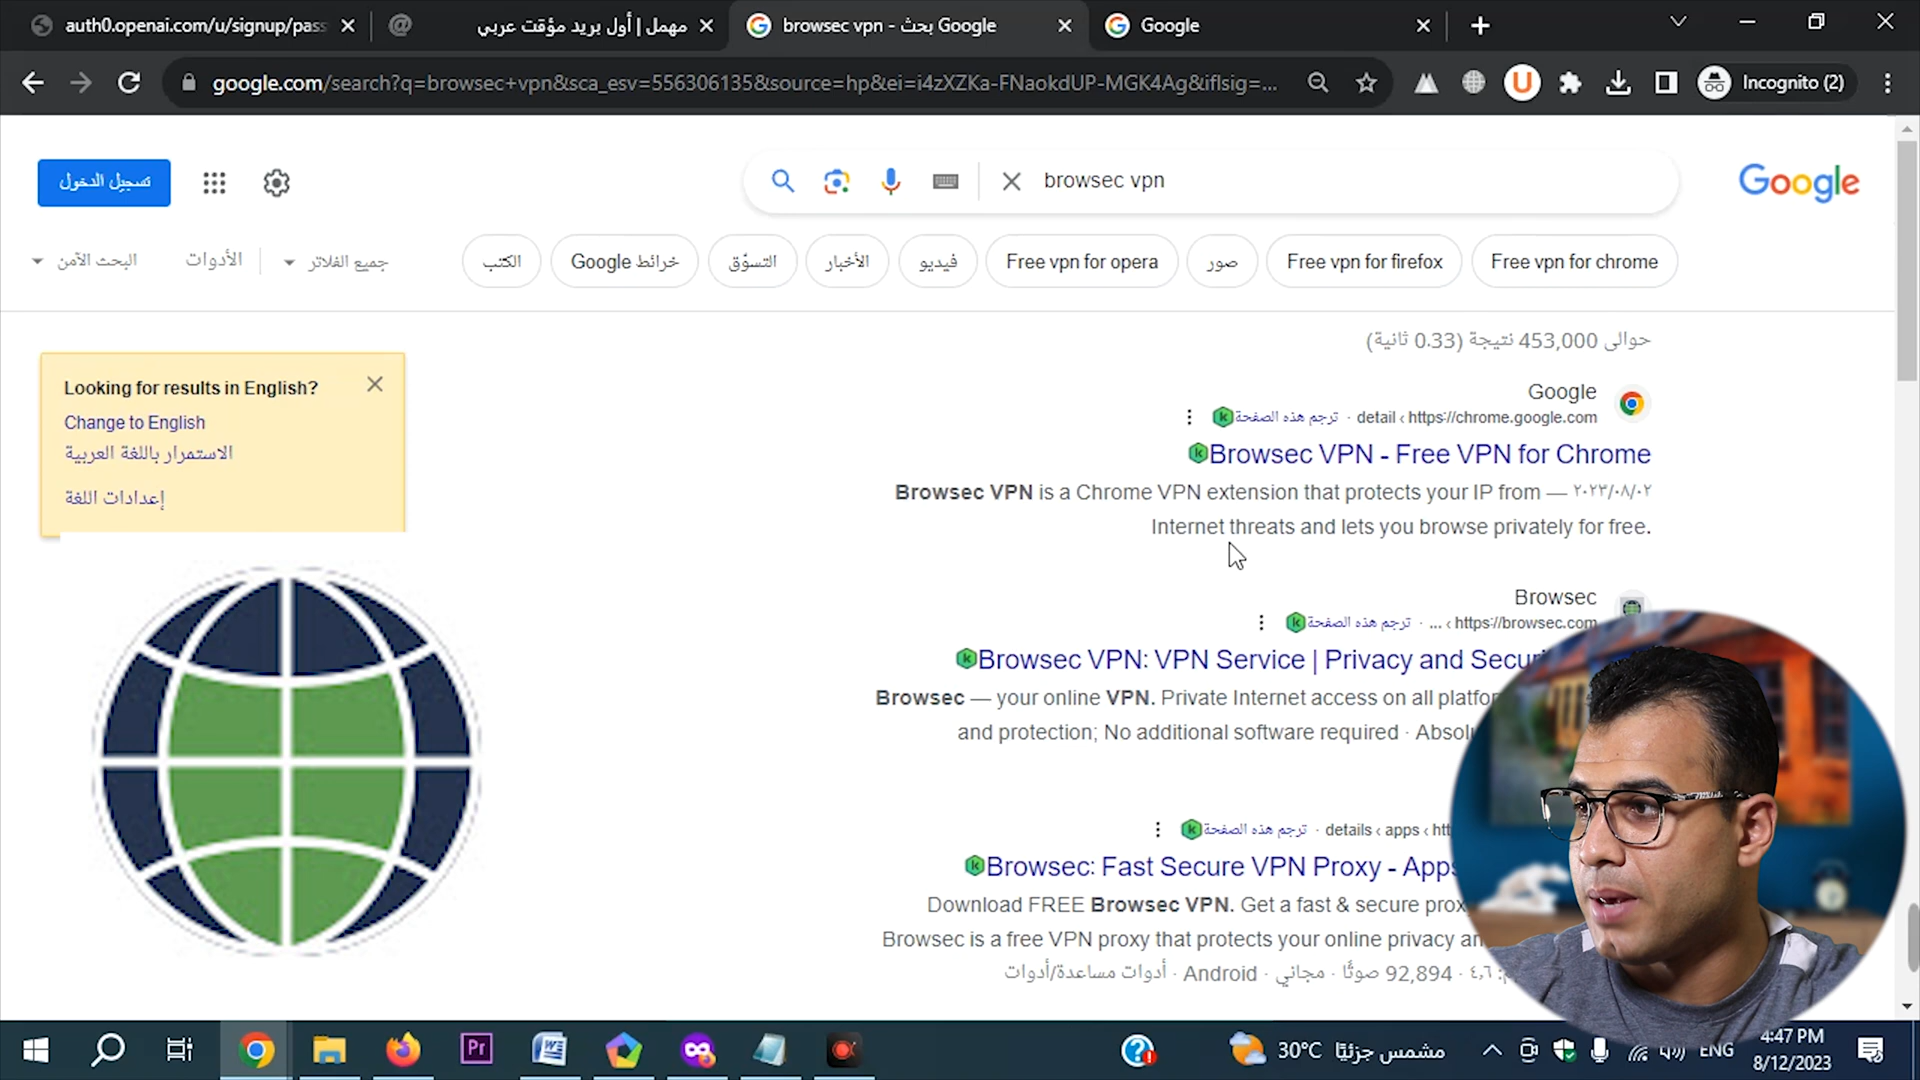 auth0.openai.com/u/signup/pass
مهمل | أول بريد مؤقت عربي
browsec vpn - بحث Google
Google
google.com/search?q=browsec+vpn&sca_esv=556306135&source=hp&ei=i4zXZKa-FNaokdUP-MGK4Ag&iflsig=...
Incognito (2)
تسجيل الدخول
browsec vpn
Google
Free vpn for chrome
Free vpn for firefox
صور
Free vpn for opera
فيديو
الأخبار
التسوّق
خرائط Google
الكتب
جميع الفلاتر
الأدوات
البحث الآمن
حوالى 453,000 نتيجة (0.33 ثانية)
Looking for results in English?
Change to English
الاستمرار باللغة العربية
إعدادات اللغة
Google
https://chrome.google.com › detail · ترجم هذه الصفحة
Browsec VPN - Free VPN for Chrome
٢٠٢٣/٠٨/٠٢ — Browsec VPN is a Chrome VPN extension that protects your IP from
Internet threats and lets you browse privately for free.
Browsec
https://browsec.com › ... · ترجم هذه الصفحة
Browsec VPN: VPN Service | Privacy and Secu
Browsec — your online VPN. Private Internet access on all platfo
and protection; No additional software required · Absol
htt › apps › details · ترجم هذه الصفحة
Browsec: Fast Secure VPN Proxy - Apps
Download FREE Browsec VPN. Get a fast & secure prox
Browsec is a free VPN proxy that protects your online privacy an
٤٫٦ · 92,894 صوتًا · مجاني · Android · أدوات مساعدة/أدوات
Pr
30°C مشمس جزئيًا
ENG
4:47 PM
8/12/2023